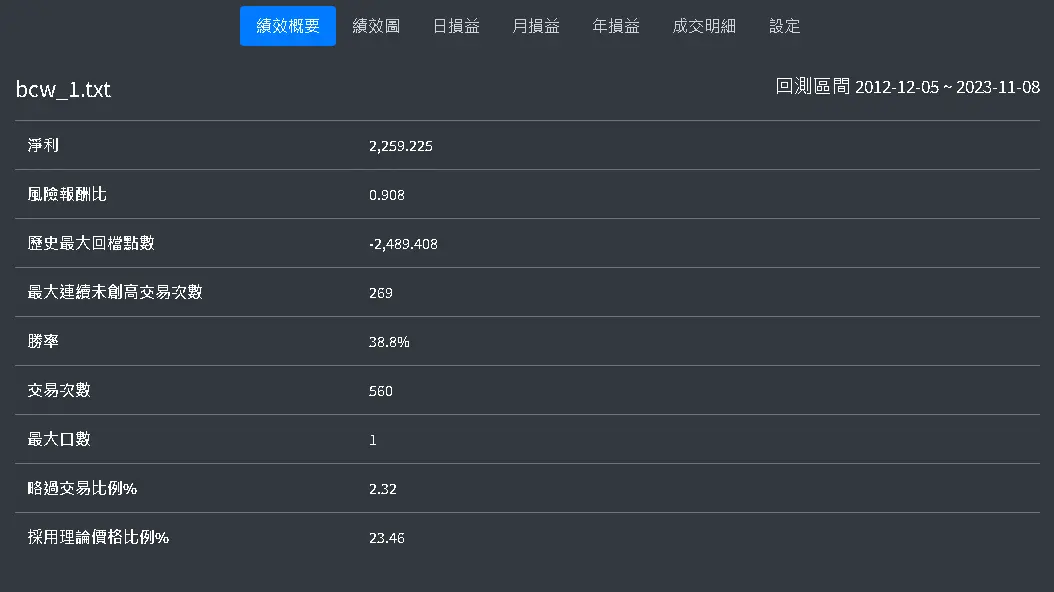 績效概要 績效圖 日損益 月損益 年損益 成交明細 設定
bcw_1.txt 回測區間 2012-12-05 ~ 2023-11-08
淨利 2,259.225
風險報酬比 0.908
歷史最大回檔點數 -2,489.408
最大連續未創高交易次數 269
勝率 38.8%
交易次數 560
最大口數 1
略過交易比例% 2.32
採用理論價格比例% 23.46